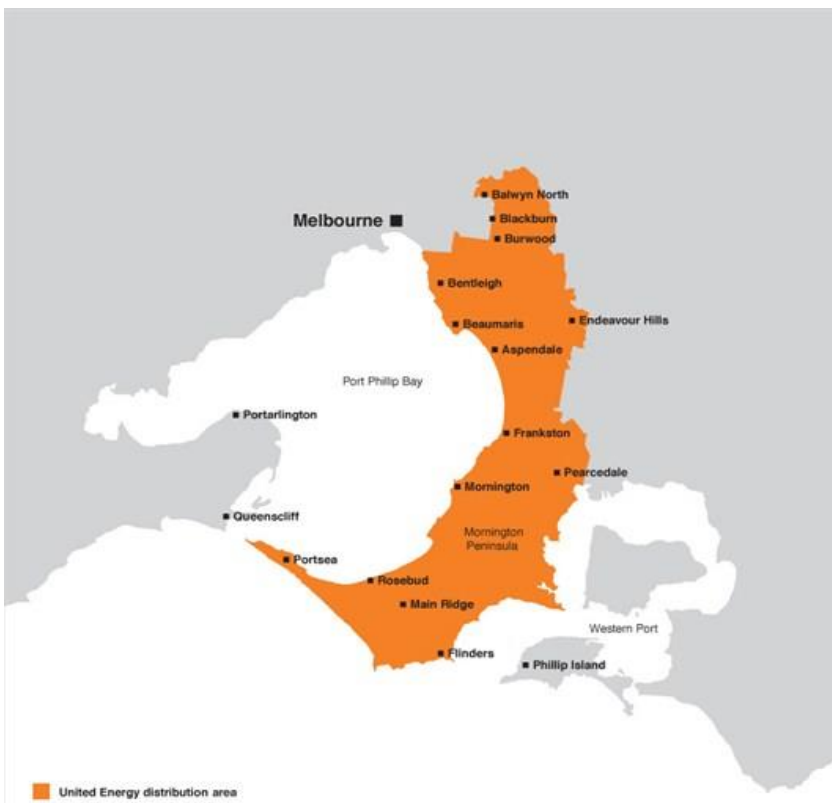 Balwyn North
Melbourne
Blackburn
Burwood
Bentleigh
Beaumaris
Endeavour Hills
Aspendale
Port Phillip Bay
Portarlington
Frankston
Pearcedale
Mornington
Queenscliff
Mornington
Peninsula
Portsea
Rosebud
Main Ridge
Western Port
Flinders
Phillip Island
United Energy distribution area